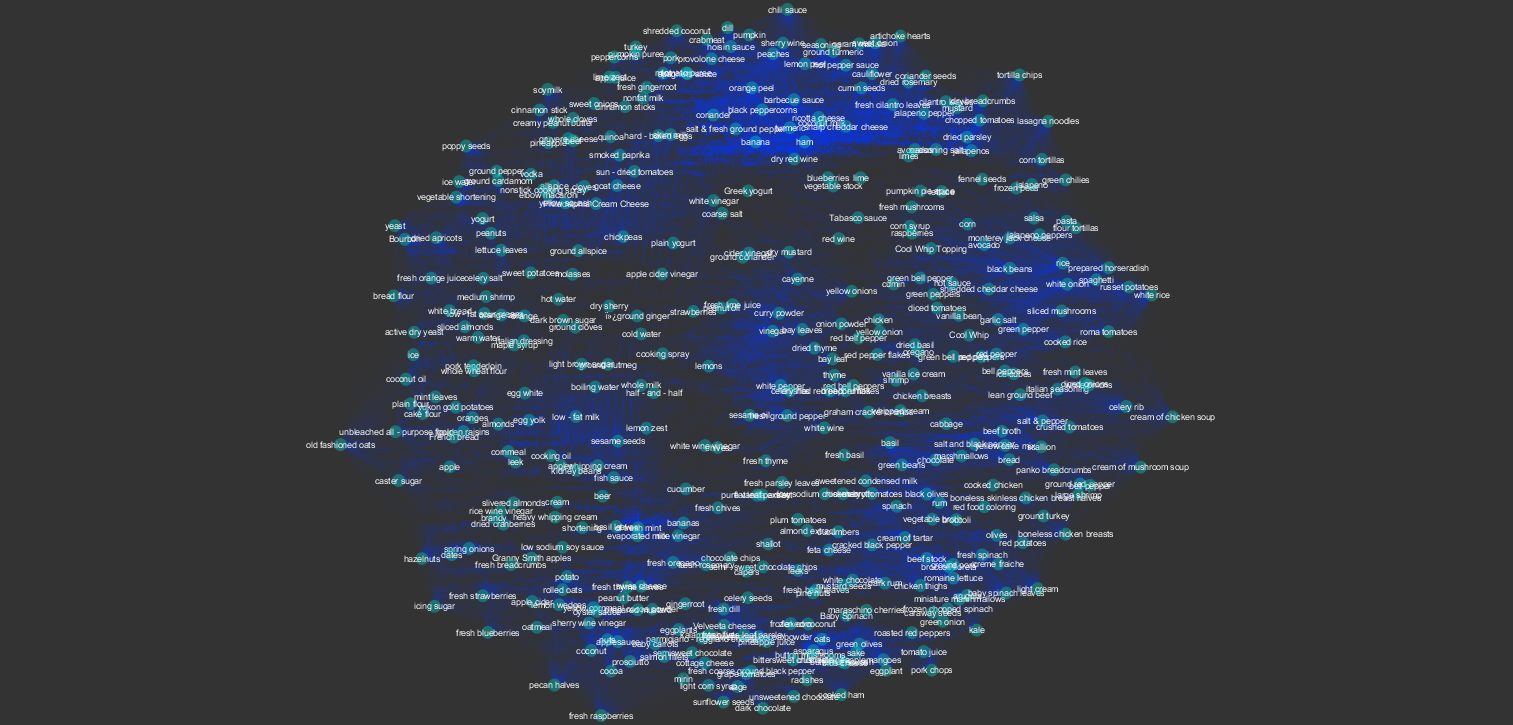 chili sauce
dill
shredded coconut
pumpkin
artichoke hearts
crabmeat
sherry wine
sweet onion
turkey
hoisin sauce
ground turmeric
peaches
peppercorns
pork
provolone cheese
lemon peel
red pepper sauce
cauliflower
coriander seeds
tortilla chips
dried rosemary
soymilk
fresh gingerroot
orange peel
cumin seeds
sweet onions
nonfat milk
barbecue sauce
fresh cilantro leaves
dry breadcrumbs
cinnamon stick
cinnamon sticks
black peppercorns
mustard
coriander
jalapeno pepper
whole cloves
creamy peanut butter
ricotta cheese
chopped tomatoes
lasagna noodles
salt & fresh ground pepper
sharp cheddar cheese
quinoa
hard - boiled eggs
dried parsley
banana
ham
poppy seeds
smoked paprika
limes
jalapenos
dry red wine
corn tortillas
ground pepper
vodka
sun - dried tomatoes
ice water
ground cardamom
blueberries
lime
fennel seeds
green chilies
goat cheese
vegetable stock
frozen peas
nonstick cooking spray
Greek yogurt
elbow macaroni
vegetable shortening
white vinegar
coarse salt
fresh mushrooms
yogurt
Tabasco sauce
salsa
pasta
yeast
corn syrup
corn
flour tortillas
peanuts
raspberries
Bourbon
dried apricots
chickpeas
plain yogurt
red wine
jalapeno peppers
monterey jack cheese
lettuce leaves
ground allspice
dry mustard
Cool Whip Topping
avocado
ground coriander
rice
prepared horseradish
black beans
sweet potatoes
molasses
apple cider vinegar
cayenne
green bell pepper
fresh orange juice
celery salt
cumin
hot sauce
spaghetti
white onion
russet potatoes
shredded cheddar cheese
yellow onions
green peppers
white rice
bread flour
medium shrimp
hot water
dry sherry
fresh lime juice
diced tomatoes
white bread
strawberries
curry powder
vanilla bean
sliced mushrooms
ï»¿ground ginger
garlic salt
dark brown sugar
sliced almonds
ground cloves
cold water
vinegar
bay leaves
onion powder
chicken
yellow onion
green pepper
roma tomatoes
active dry yeast
warm water
italian dressing
maple syrup
red bell pepper
Cool Whip
cooked rice
dried thyme
dried basil
oregano
ice
cooking spray
bay leaf
red pepper flakes
green bell peppers
red pepper
light brown sugar
ground nutmeg
lemons
pork tenderloin
whole wheat flour
bell peppers
fresh mint leaves
coconut oil
thyme
vanilla ice cream
shrimp
boiling water
whole milk
half - and - half
white pepper
red bell peppers
italian seasoning
egg white
mint leaves
chicken breasts
lean ground beef
plain flour
yukon gold potatoes
cake flour
celery rib
cream of chicken soup
oranges
egg yolk
low - fat milk
sesame oil
fresh ground pepper
graham cracker crumbs
whipped cream
salt & pepper
almonds
lemon zest
white wine
cabbage
crushed tomatoes
unbleached all - purpose flour
golden raisins
French bread
beef broth
old fashioned oats
sesame seeds
white wine vinegar
basil
salt and black pepper
scallion
cornmeal
leek
cooking oil
fresh thyme
fresh basil
marshmallows
chocolate
bread
green beans
apple
whipping cream
kidney beans
panko breadcrumbs
cream of mushroom soup
caster sugar
fish sauce
fresh parsley leaves
sweetened condensed milk
cooked chicken
ground red pepper
beer
cucumber
black olives
boneless skinless chicken breast halves
large shrimp
slivered almonds
cream
rice wine vinegar
fresh chives
spinach
rum
red food coloring
brandy
heavy whipping cream
plum tomatoes
vegetable broth
broccoli
ground turkey
dried cranberries
shortening
bananas
fresh mint
almond extract
evaporated milk
boneless chicken breasts
olives
cream of tartar
shallot
cracked black pepper
red potatoes
spring onions
dates
low sodium soy sauce
feta cheese
hazelnuts
Granny Smith apples
chocolate chips
beef stock
fresh spinach
creme fraiche
fresh breadcrumbs
fresh oregano
semi - sweet chocolate chips
capers
leeks
potato
white chocolate
mustard seeds
dark rum
romaine lettuce
chicken thighs
rolled oats
swiss cheese
pine nuts
light cream
baby spinach leaves
fresh strawberries
peanut butter
celery seeds
miniature marshmallows
icing sugar
apple cider
lemon wedges
gingerroot
fresh dill
maraschino cherries
frozen chopped spinach
oyster sauce
caraway seeds
Baby Spinach
green onion
sherry wine vinegar
oatmeal
Velveeta cheese
fresh blueberries
eggplants
roasted red peppers
kale
applesauce
baby carrots
pineapple juice
oats
green olives
coconut
semisweet chocolate
asparagus
sake
tomato juice
prosciutto
salmon fillets
cottage cheese
cocoa
fresh coarse ground black pepper
eggplant
pork chops
grape tomatoes
mirin
radishes
pecan halves
light corn syrup
sage
cooked ham
unsweetened chocolate
sunflower seeds
dark chocolate
fresh raspberries